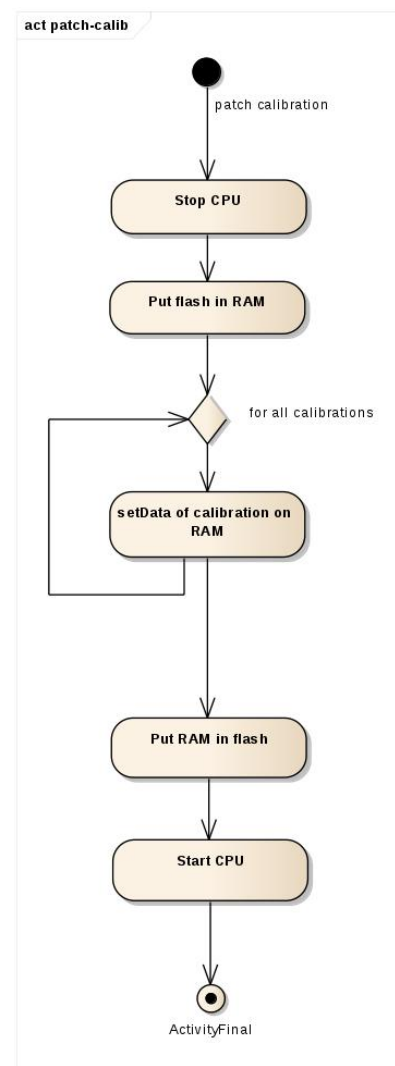 act patch-calib
patch calibration
Stop CPU
Put flash in RAM
for all calibrations
setData of calibration on
RAM
Put RAM in flash
Start CPU
ActivityFinal